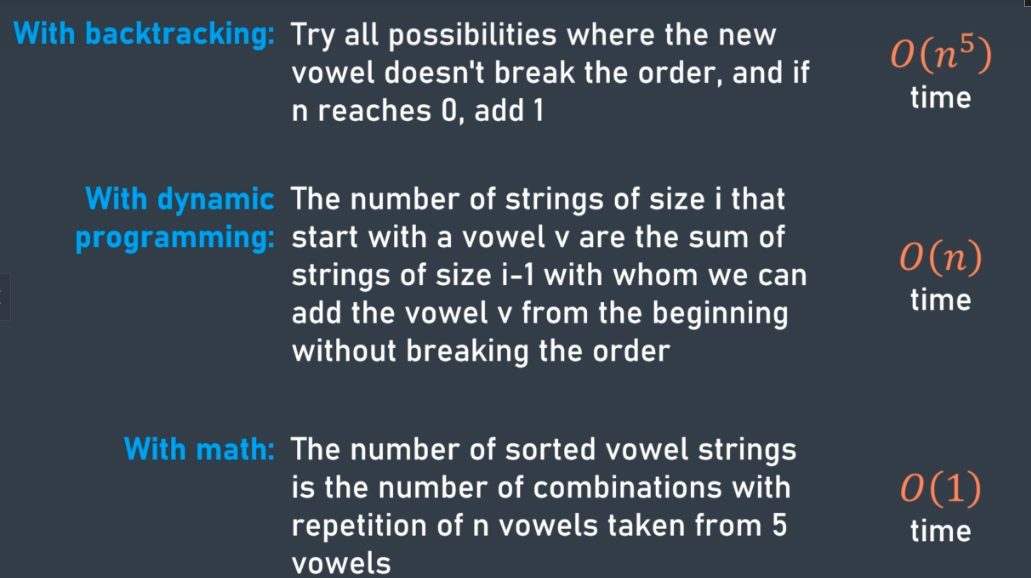 With backtracking: Try all possibilities where the new
vowel doesn't break the order, and if
n reaches 0, add 1
O(n⁵)
time
With dynamic programming: The number of strings of size i that
start with a vowel v are the sum of
strings of size i-1 with whom we can
add the vowel v from the beginning
without breaking the order
O(n)
time
With math: The number of sorted vowel strings
is the number of combinations with
repetition of n vowels taken from 5
vowels
O(1)
time